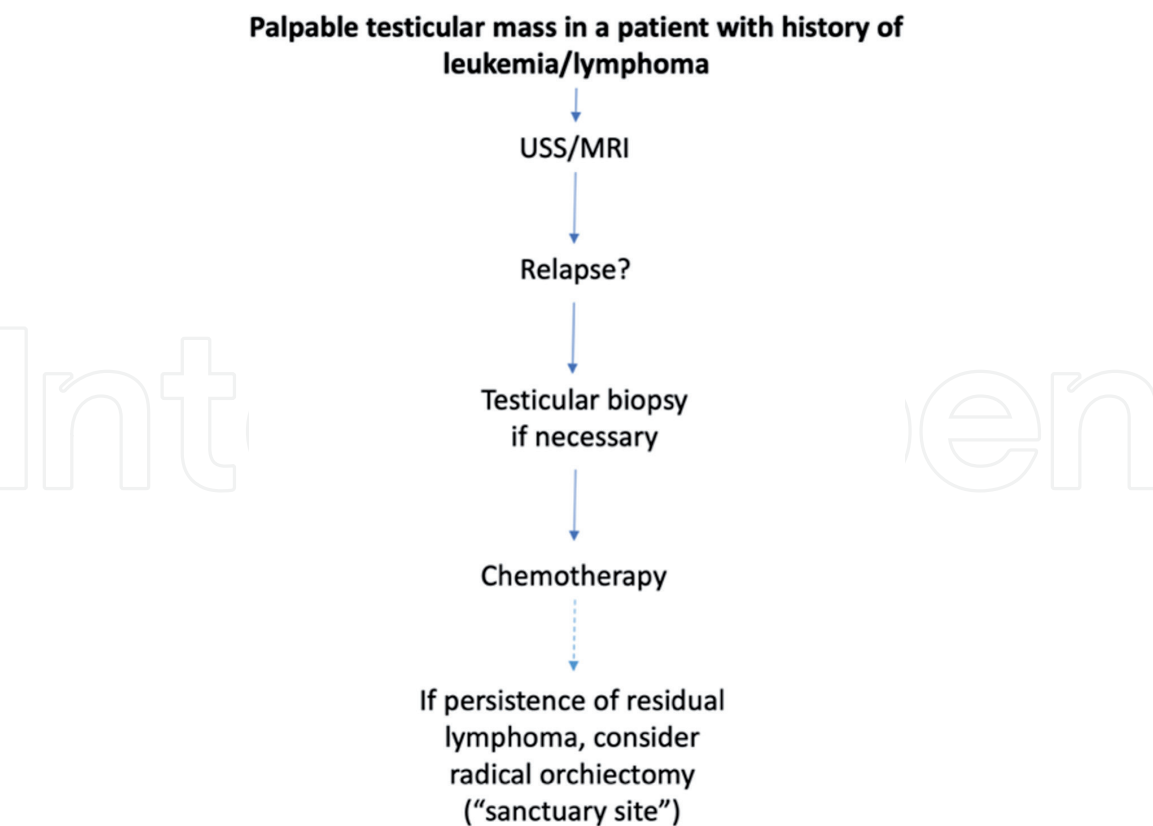 Palpable testicular mass in a patient with history of
leukemia/lymphoma
USS/MRI
Relapse?
Testicular biopsy
if necessary
Chemotherapy
If persistence of residual
lymphoma, consider
radical orchiectomy
(“sanctuary site”)